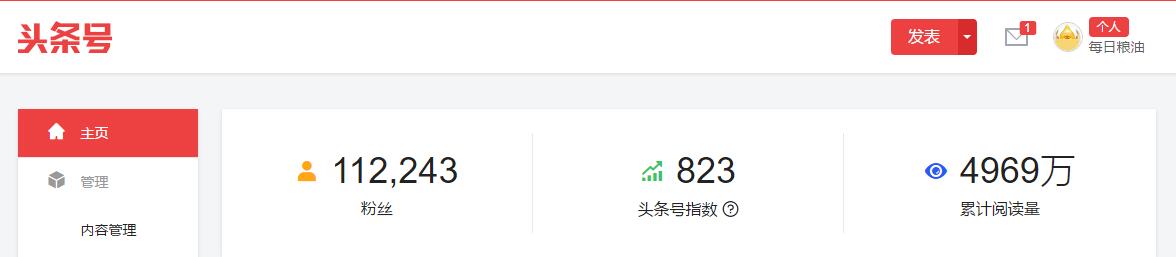 头条号
发表
1
个人
每日粮油
主页
管理
内容管理
112,243
粉丝
823
头条号指数 ?
4969万
累计阅读量